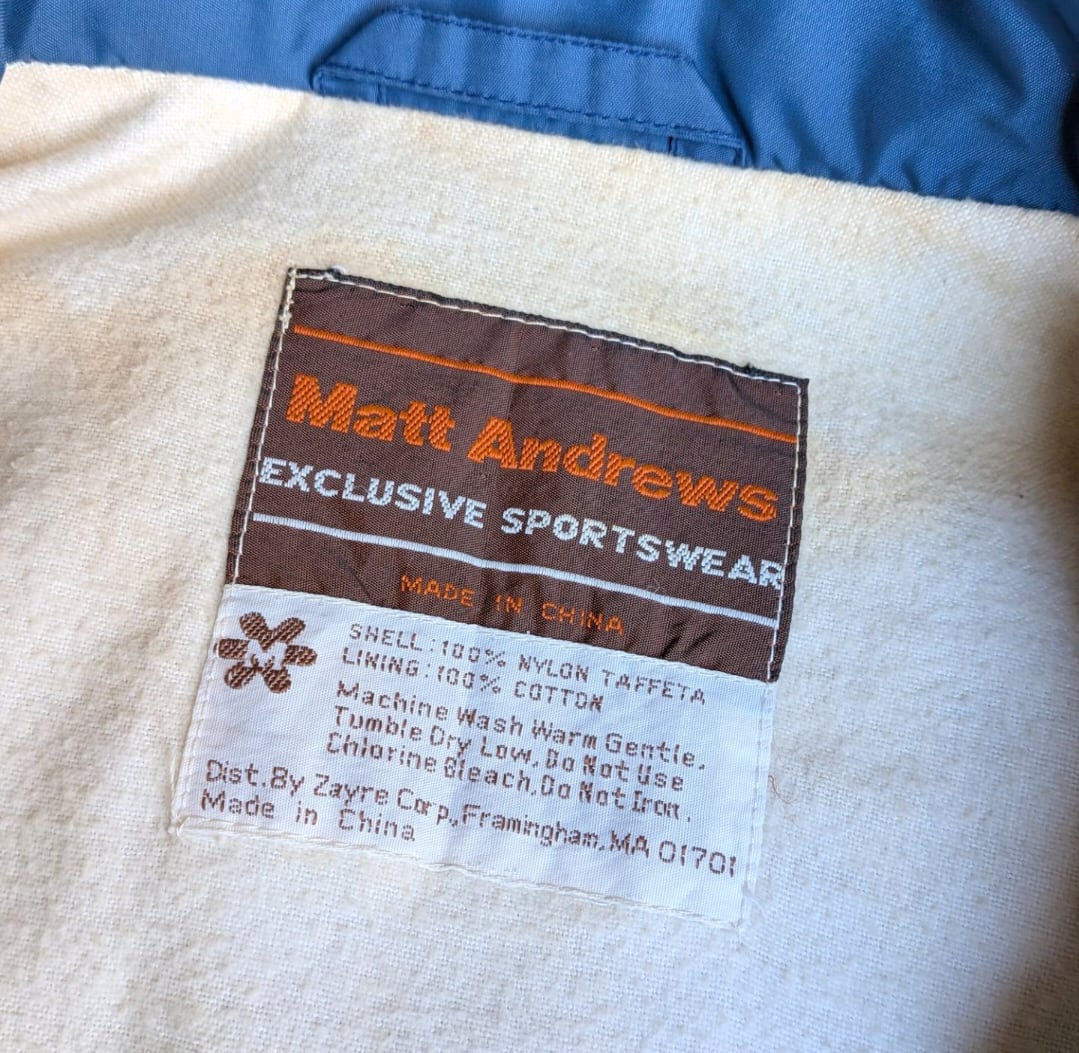 Matt Andrews
EXCLUSIVE SPORTSWEAR
MADE IN CHINA
M
SHELL:100% NYLON TAFFETA
LINING:100% COTTON
Machine Wash Warm Gentle.
Tumble Dry Low. Do Not Use
Chlorine Bleach. Do Not Iron.
Dist. By Zayre Corp., Framingham, MA 01701
Made in China